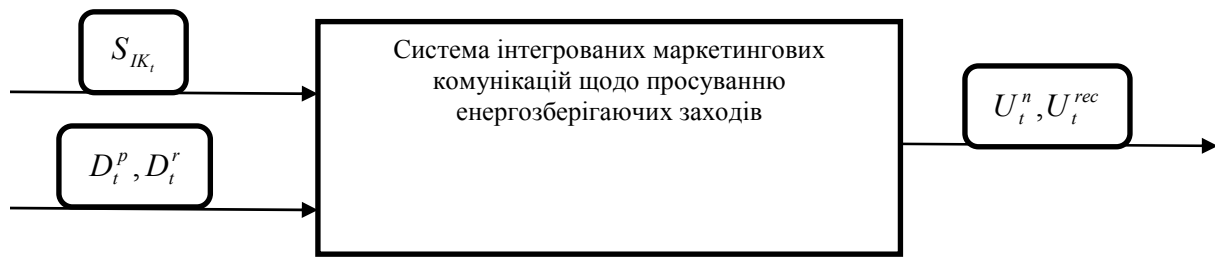 S_{IK_t}
Система інтегрованих маркетингових
комунікацій щодо просуванню
енергозберігаючих заходів
U_t^n, U_t^{rec}
D_t^p, D_t^r